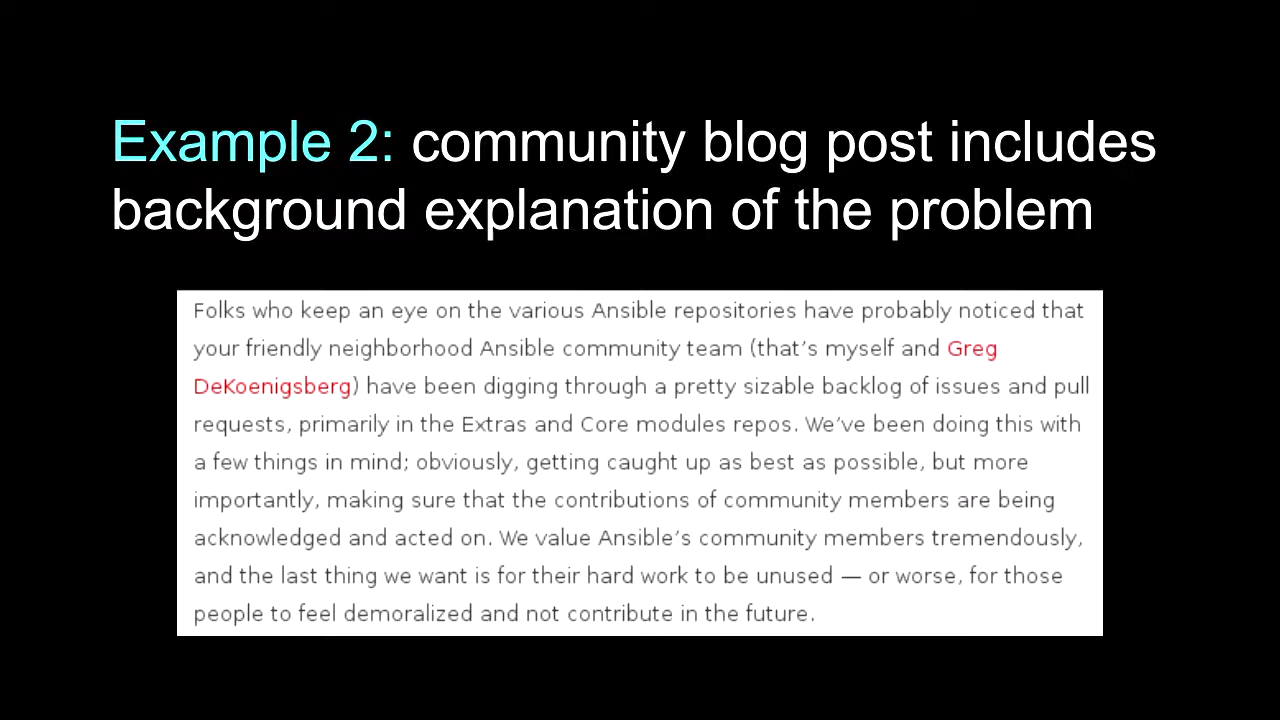 Example 2: community blog post includes
background explanation of the problem
Folks who keep an eye on the various Ansible repositories have probably noticed that
your friendly neighborhood Ansible community team (that’s myself and Greg
DeKoenigsberg) have been digging through a pretty sizable backlog of issues and pull
requests, primarily in the Extras and Core modules repos. We’ve been doing this with
a few things in mind; obviously, getting caught up as best as possible, but more
importantly, making sure that the contributions of community members are being
acknowledged and acted on. We value Ansible’s community members tremendously,
and the last thing we want is for their hard work to be unused — or worse, for those
people to feel demoralized and not contribute in the future.